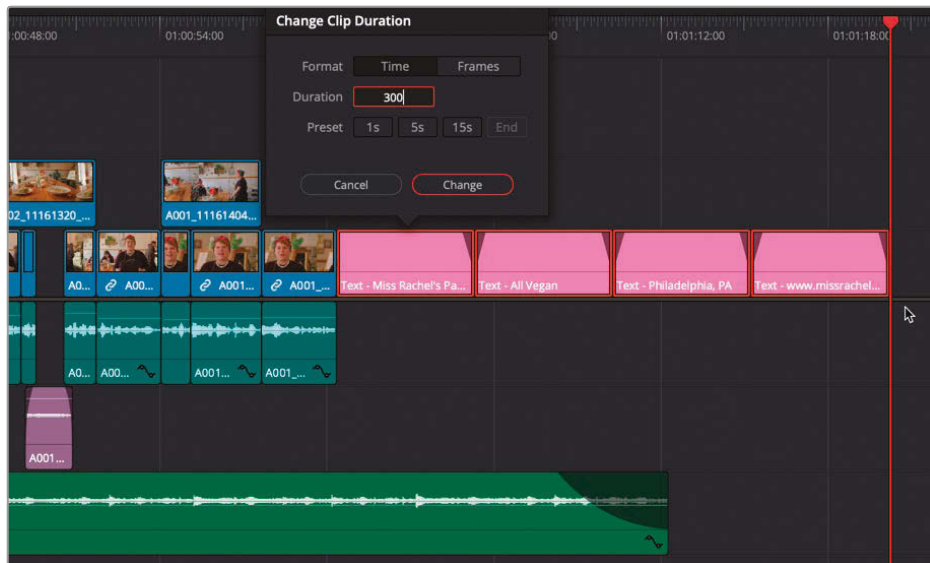 Change Clip Duration
:00:48:00 01:00:54:00 00 01:01:12:00 01:01:18:00
Format Time Frames
Duration 300
Preset 1s 5s 15s End
Cancel Change
02_11161320_... A001_11161404...
A0... A00... A001... A001_... Text - Miss Rachel's Pa... Text - All Vegan Text - Philadelphia, PA Text - www.missrachel...
A0... A00... A001... A001_...
A001...